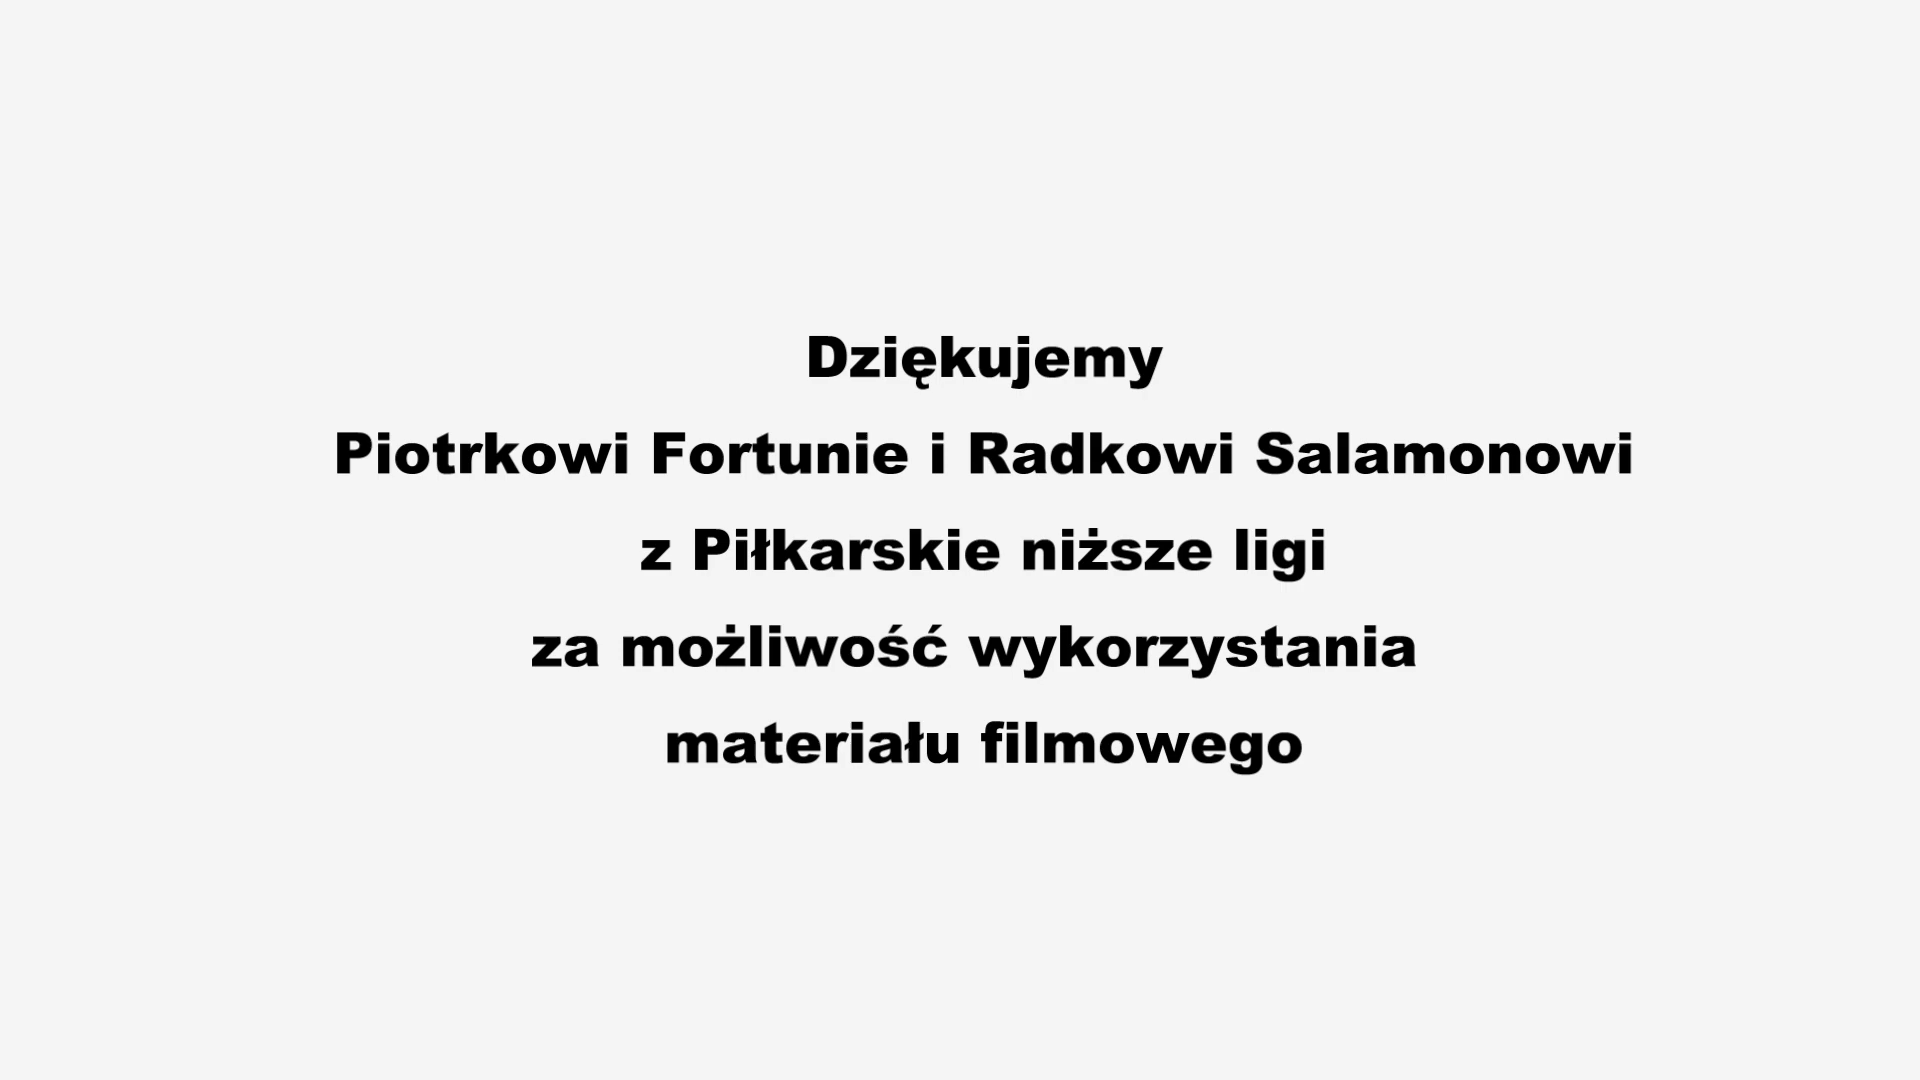 Dziękujemy
Piotrkowi Fortunie i Radkowi Salamonowi
z Piłkarskie niższe ligi
za możliwość wykorzystania
materiału filmowego